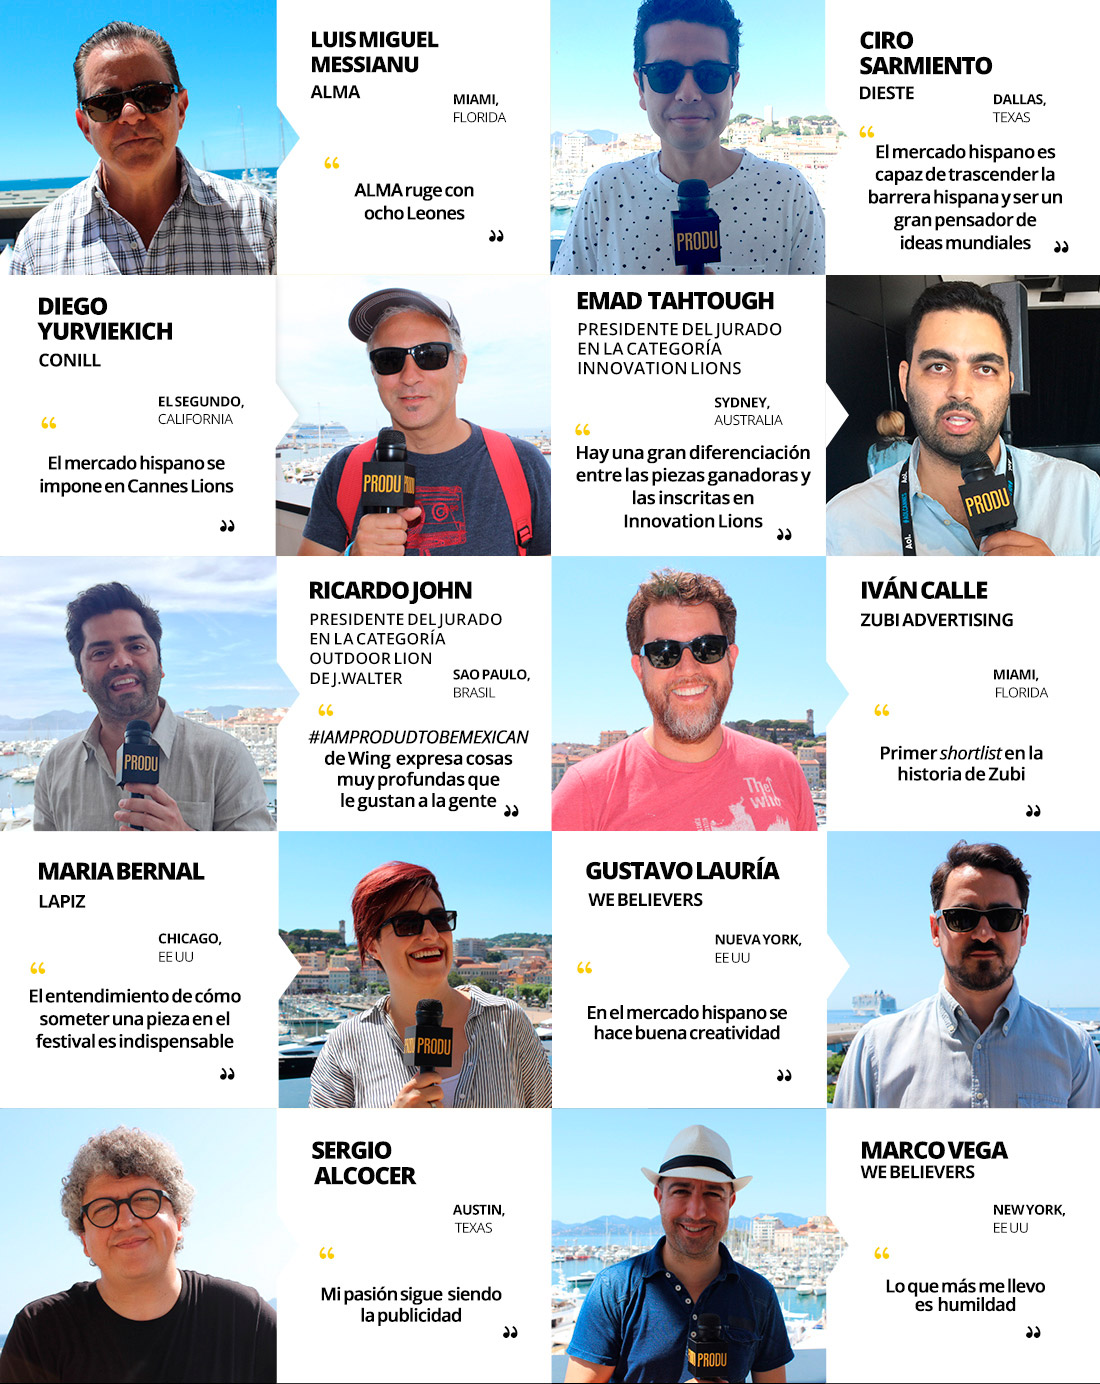 LUIS MIGUEL
MESSIANU
ALMA
MIAMI,
FLORIDA
“
ALMA ruge con
ocho Leones
”
PRODU
CIRO
SARMIENTO
DIESTE
DALLAS,
TEXAS
“
El mercado hispano es
capaz de trascender la
barrera hispana y ser un
gran pensador de
ideas mundiales
”
DIEGO
YURVIEKICH
CONILL
EL SEGUNDO,
CALIFORNIA
“
El mercado hispano se
impone en Cannes Lions
”
PRODU
EMAD TAHTOUGH
PRESIDENTE DEL JURADO
EN LA CATEGORÍA
INNOVATION LIONS
SYDNEY,
AUSTRALIA
“
Hay una gran diferenciación
entre las piezas ganadoras y
las inscritas en
Innovation Lions
”
PRODU
Aol.
PRODU
RICARDO JOHN
PRESIDENTE DEL JURADO
EN LA CATEGORÍA
OUTDOOR LION
DE J.WALTER
SAO PAULO,
BRASIL
“
#IAMPRODUDTOBEMEXICAN
de Wing expresa cosas
muy profundas que
le gustan a la gente
”
The
who
IVÁN CALLE
ZUBI ADVERTISING
MIAMI,
FLORIDA
“
Primer shortlist en la
historia de Zubi
”
MARIA BERNAL
LAPIZ
CHICAGO,
EE UU
“
El entendimiento de cómo
someter una pieza en el
festival es indispensable
”
PRODU
GUSTAVO LAURÍA
WE BELIEVERS
NUEVA YORK,
EE UU
“
En el mercado hispano se
hace buena creatividad
”
SERGIO
ALCOCER
AUSTIN,
TEXAS
“
Mi pasión sigue siendo
la publicidad
”
PRODU
MARCO VEGA
WE BELIEVERS
NEW YORK,
EE UU
“
Lo que más me llevo
es humildad
”